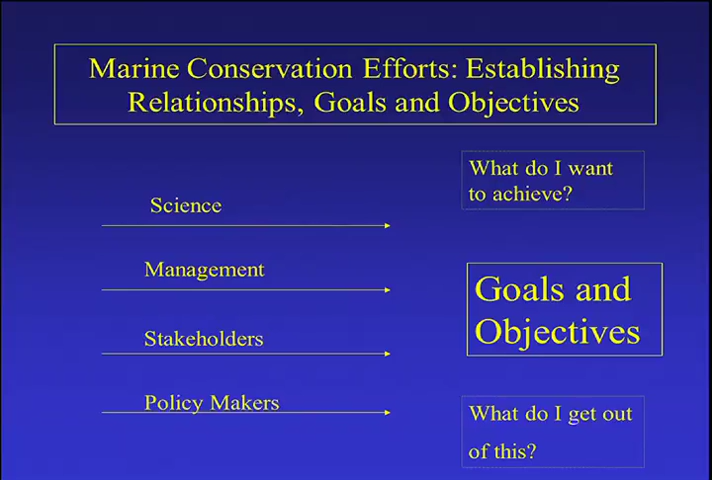 Marine Conservation Efforts: Establishing
Relationships, Goals and Objectives
What do I want
to achieve?
Science
Management
Goals and
Objectives
Stakeholders
Policy Makers
What do I get out
of this?